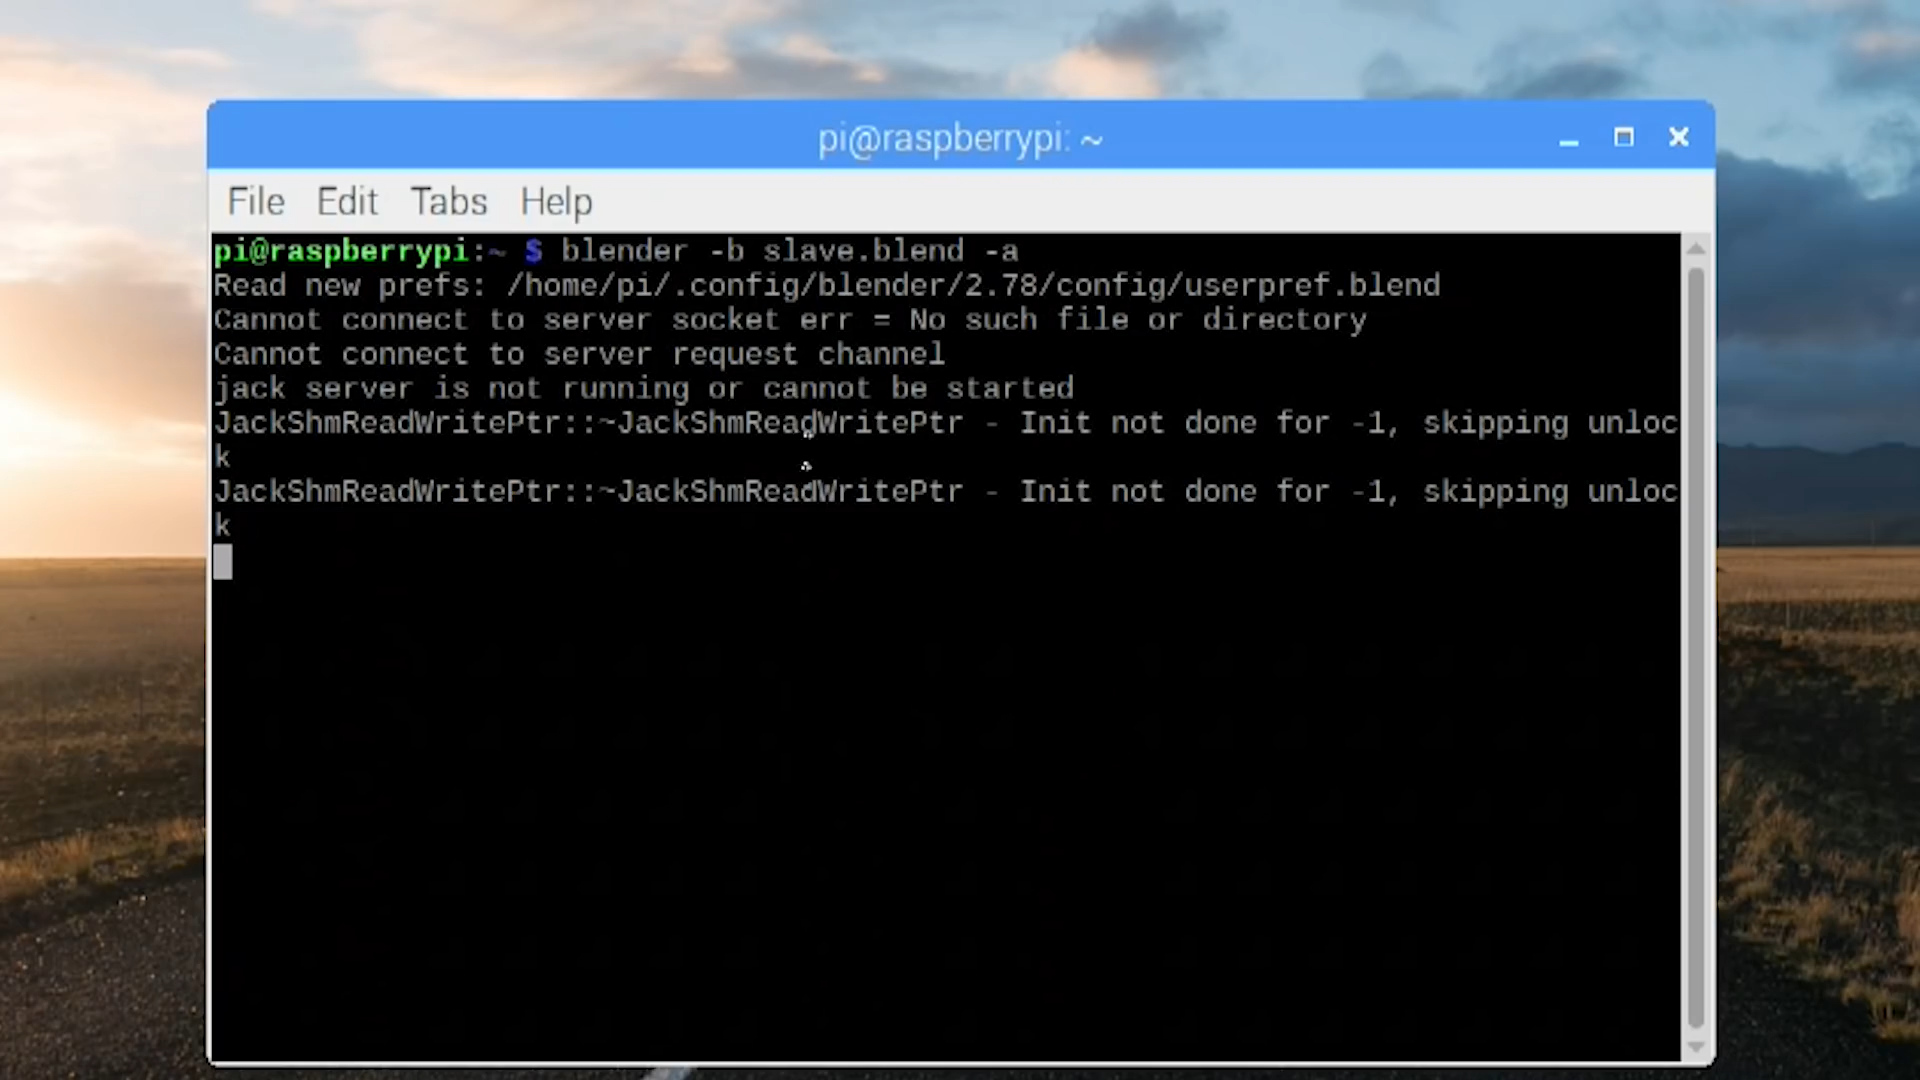 pi@raspberrypi: ~
File Edit Tabs Help
pi@raspberrypi:~ $ blender -b slave.blend -a
Read new prefs: /home/pi/.config/blender/2.78/config/userpref.blend
Cannot connect to server socket err = No such file or directory
Cannot connect to server request channel
jack server is not running or cannot be started
JackShmReadWritePtr::~JackShmReadWritePtr - Init not done for -1, skipping unloc
k
JackShmReadWritePtr::~JackShmReadWritePtr - Init not done for -1, skipping unloc
k